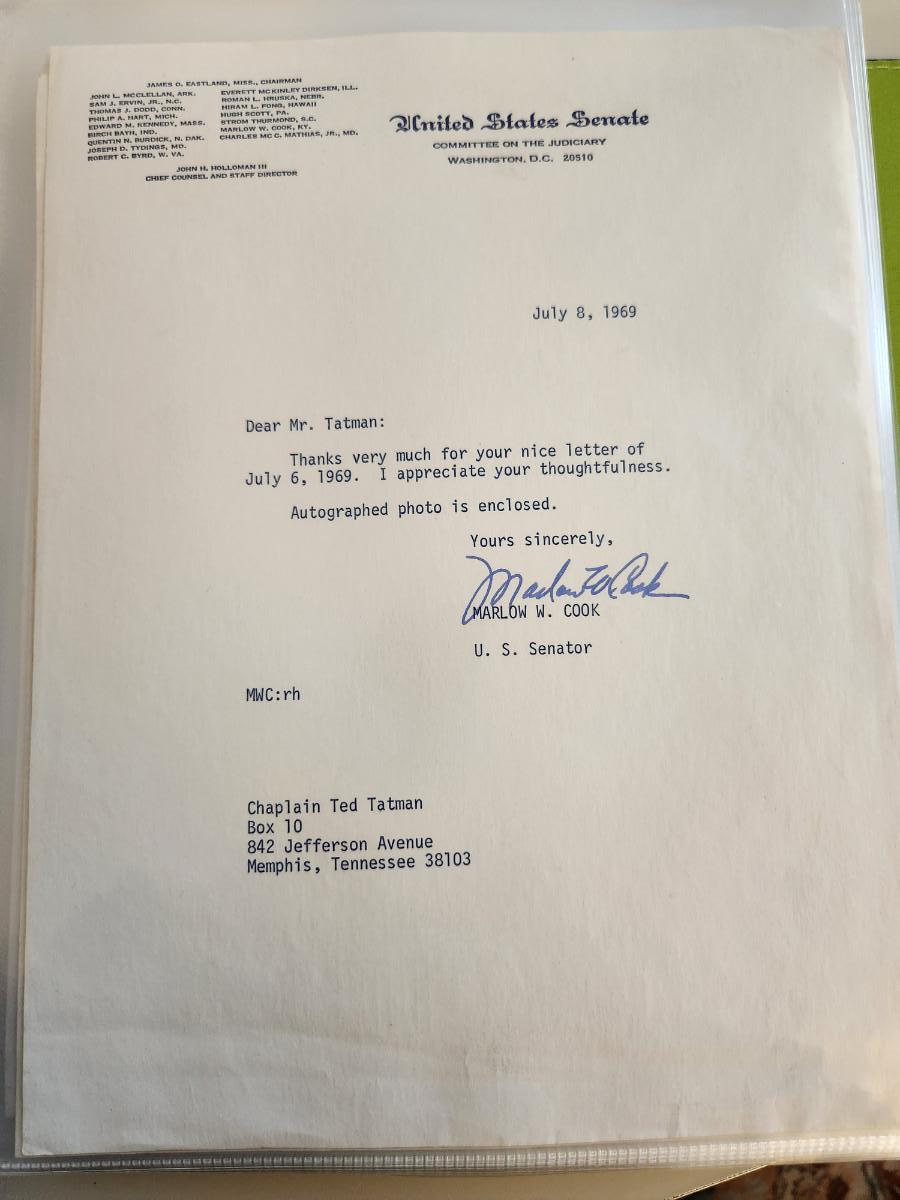 JAMES O. EASTLAND, MISS., CHAIRMAN
JOHN L. MCCLELLAN, ARK.
SAM J. ERVIN, JR., N.C.
THOMAS J. DODD, CONN.
PHILIP A. HART, MICH.
EDWARD M. KENNEDY, MASS.
BIRCH BAYH, IND.
QUENTIN N. BURDICK, N. DAK.
JOSEPH D. TYDINGS, MD.
ROBERT C. BYRD, W. VA.
EVERETT MCKINLEY DIRKSEN, ILL.
ROMAN L. HRUSKA, NEBR.
HIRAM L. FONG, HAWAII
HUGH SCOTT, PA.
STROM THURMOND, S.C.
MARLOW W. COOK, KY.
CHARLES MC C. MATHIAS, JR., MD.
JOHN H. HOLLOMAN III
CHIEF COUNSEL AND STAFF DIRECTOR
United States Senate
COMMITTEE ON THE JUDICIARY
WASHINGTON, D.C. 20510
July 8, 1969
Dear Mr. Tatman:
Thanks very much for your nice letter of
July 6, 1969. I appreciate your thoughtfulness.
Autographed photo is enclosed.
Yours sincerely,
Marlow W Cook
MARLOW W. COOK
U. S. Senator
MWC:rh
Chaplain Ted Tatman
Box 10
842 Jefferson Avenue
Memphis, Tennessee 38103